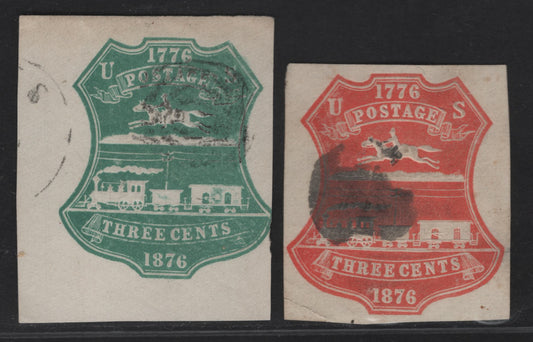 1776
U POSTAGE S
THREE CENTS
1876
1776
U POSTAGE S
THREE CENTS
1876